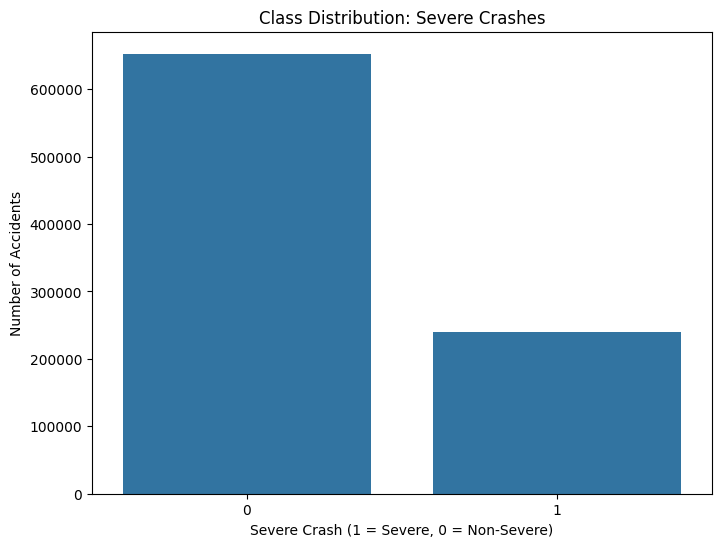 Class Distribution: Severe Crashes
Number of Accidents
600000
500000
400000
300000
200000
100000
0
0 1
Severe Crash (1 = Severe, 0 = Non-Severe)